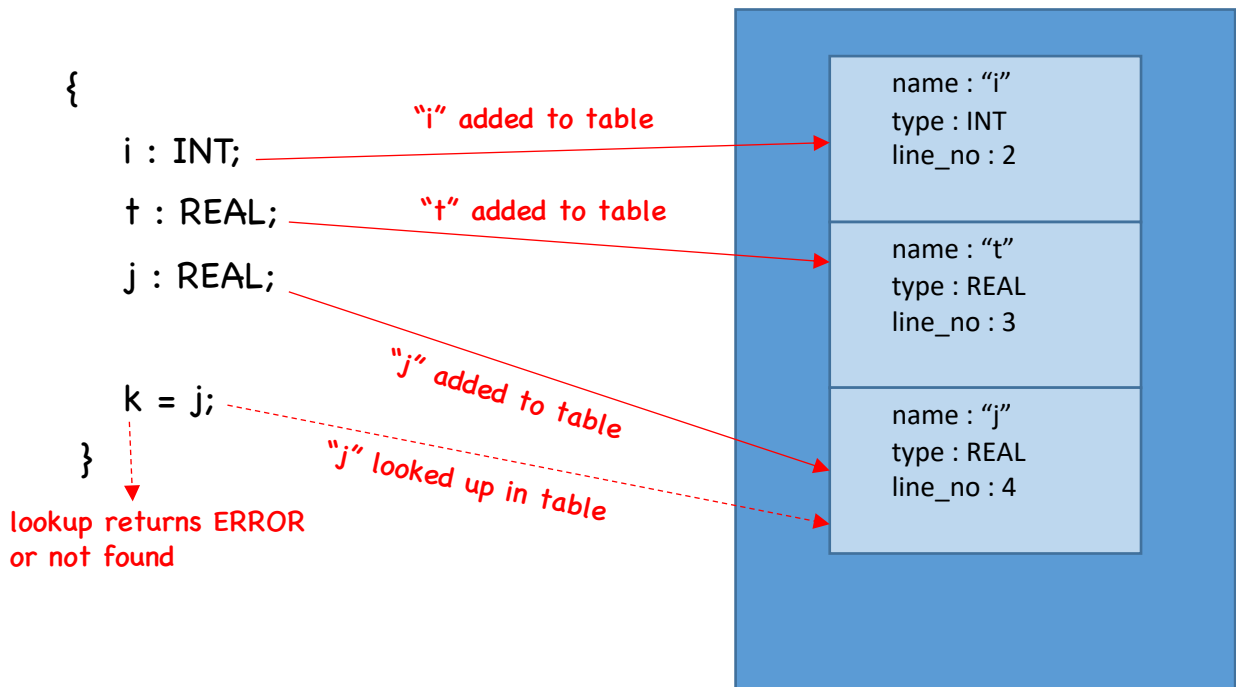 {
i : INT;
t : REAL;
j : REAL;
k = j;
}
lookup returns ERROR
or not found
“i” added to table
“t” added to table
“j” added to table
“j” looked up in table
name : “i”
type : INT
line_no : 2
name : “t”
type : REAL
line_no : 3
name : “j”
type : REAL
line_no : 4